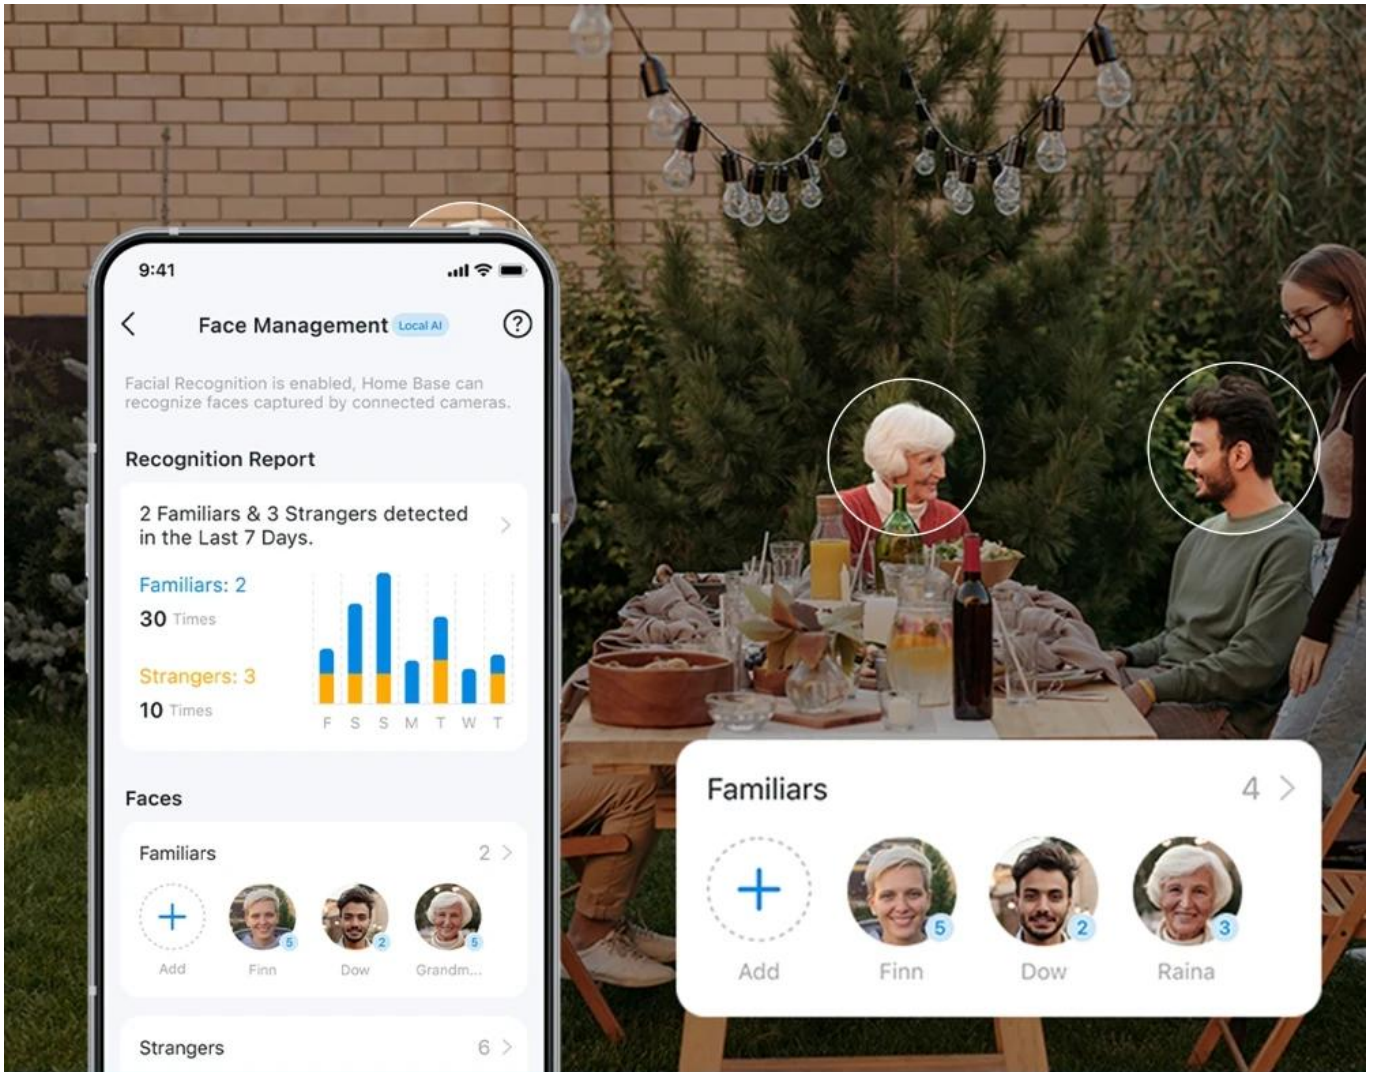 9:41
Face Management Local AI
Facial Recognition is enabled, Home Base can
recognize faces captured by connected cameras.
Recognition Report
2 Familiars & 3 Strangers detected
in the Last 7 Days.
Familiars: 2
30 Times
Strangers: 3
10 Times
F S S M T W T
Faces
Familiars 2
5 2 5
Add Finn Dow Grandm...
Strangers 6
Familiars 4
5 2 3
Add Finn Dow Raina